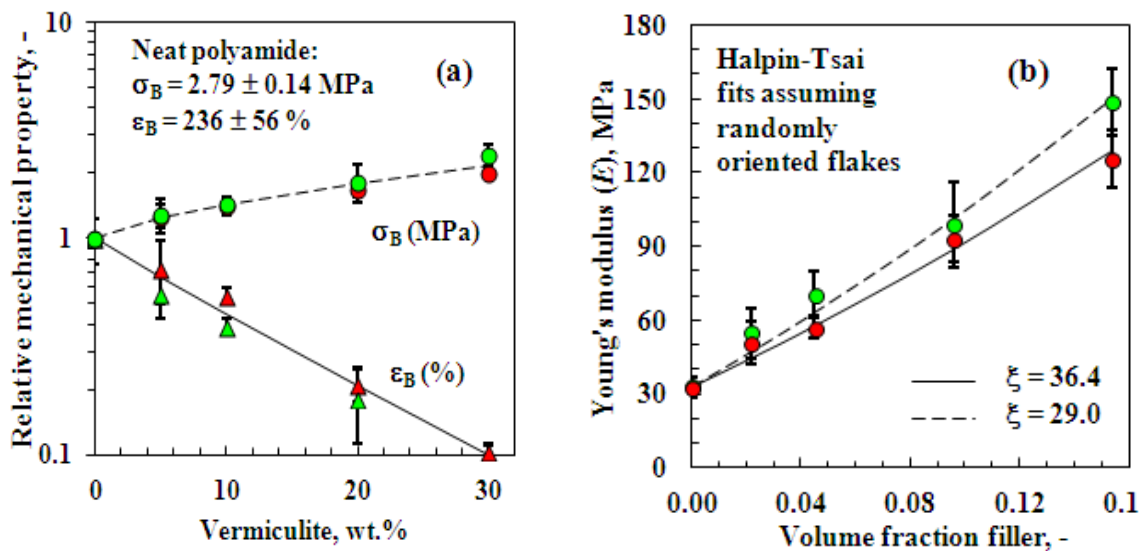 Relative mechanical property, -
10
1
0.1
Neat polyamide:
σB = 2.79 ± 0.14 MPa
εB = 236 ± 56 %
(a)
σB (MPa)
εB (%)
0 10 20 30
Vermiculite, wt.%
Young's modulus (E), MPa
180
150
120
90
60
30
0
Halpin-Tsai
fits assuming
randomly
oriented flakes
(b)
ξ = 36.4
ξ = 29.0
0.00 0.04 0.08 0.12 0.1
Volume fraction filler, -